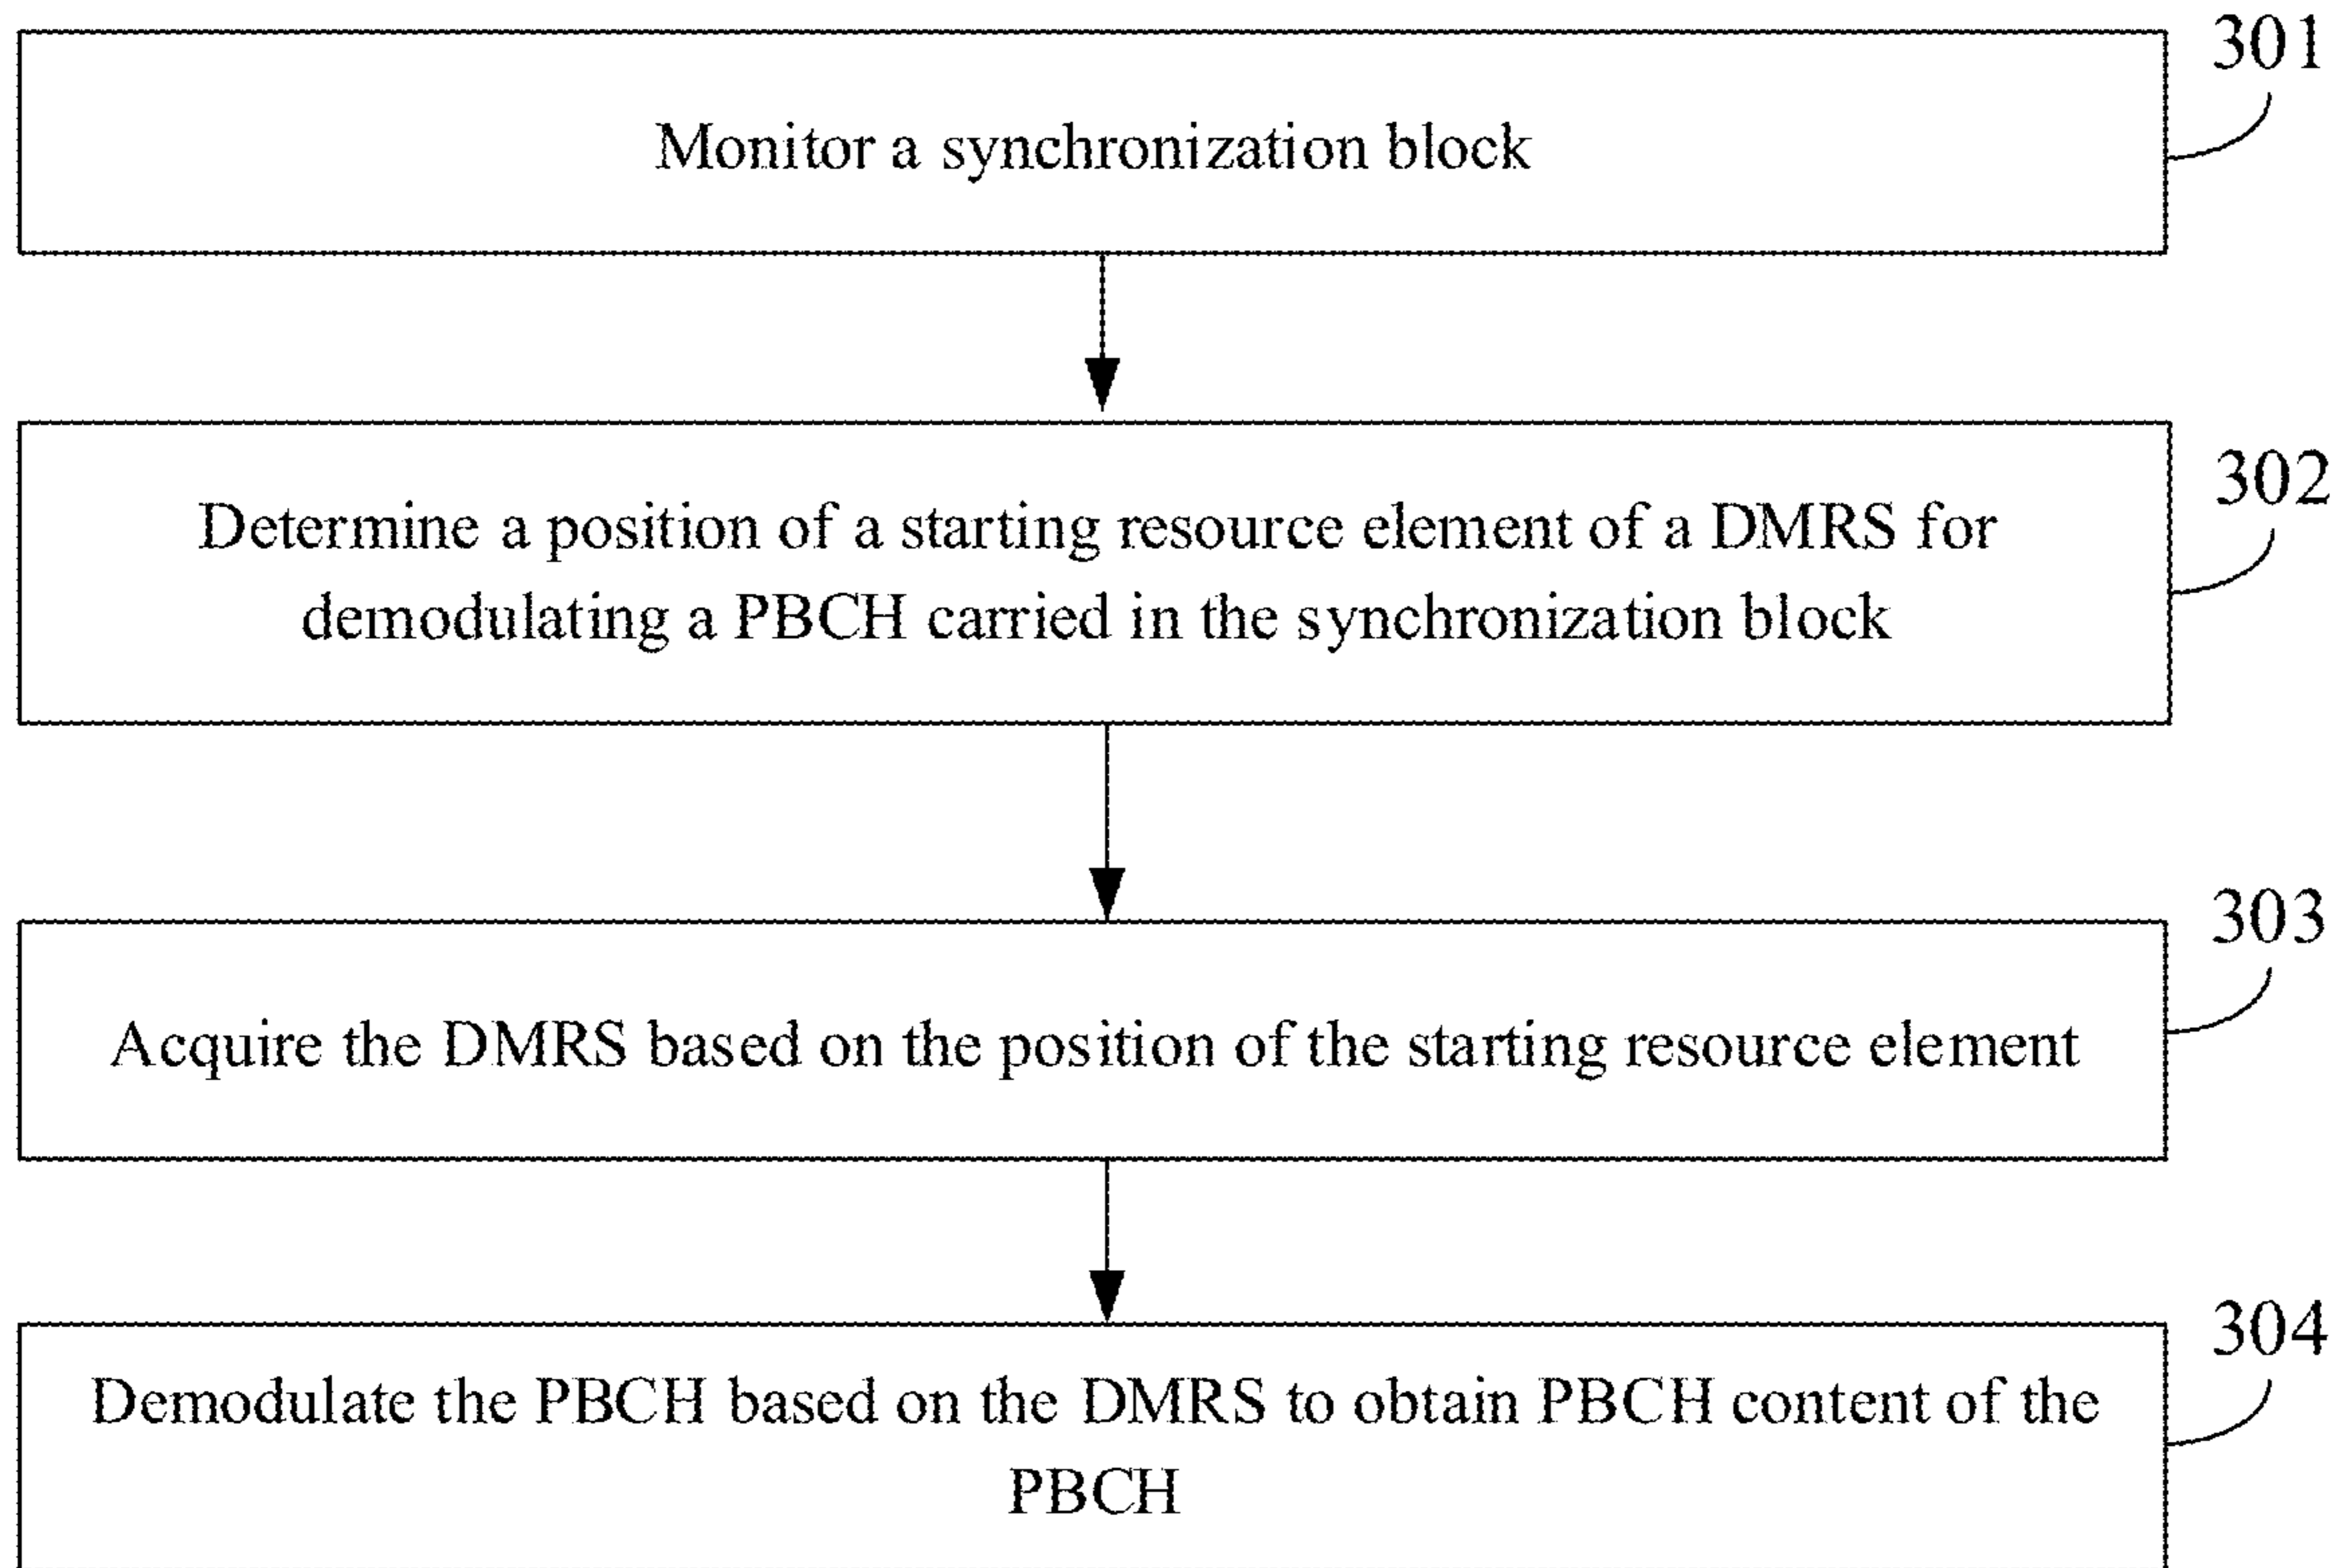 301
Monitor a synchronization block
302
Determine a position of a starting resource element of a DMRS for
demodulating a PBCH carried in the synchronization block
303
Acquire the DMRS based on the position of the starting resource element
304
Demodulate the PBCH based on the DMRS to obtain PBCH content of the
PBCH